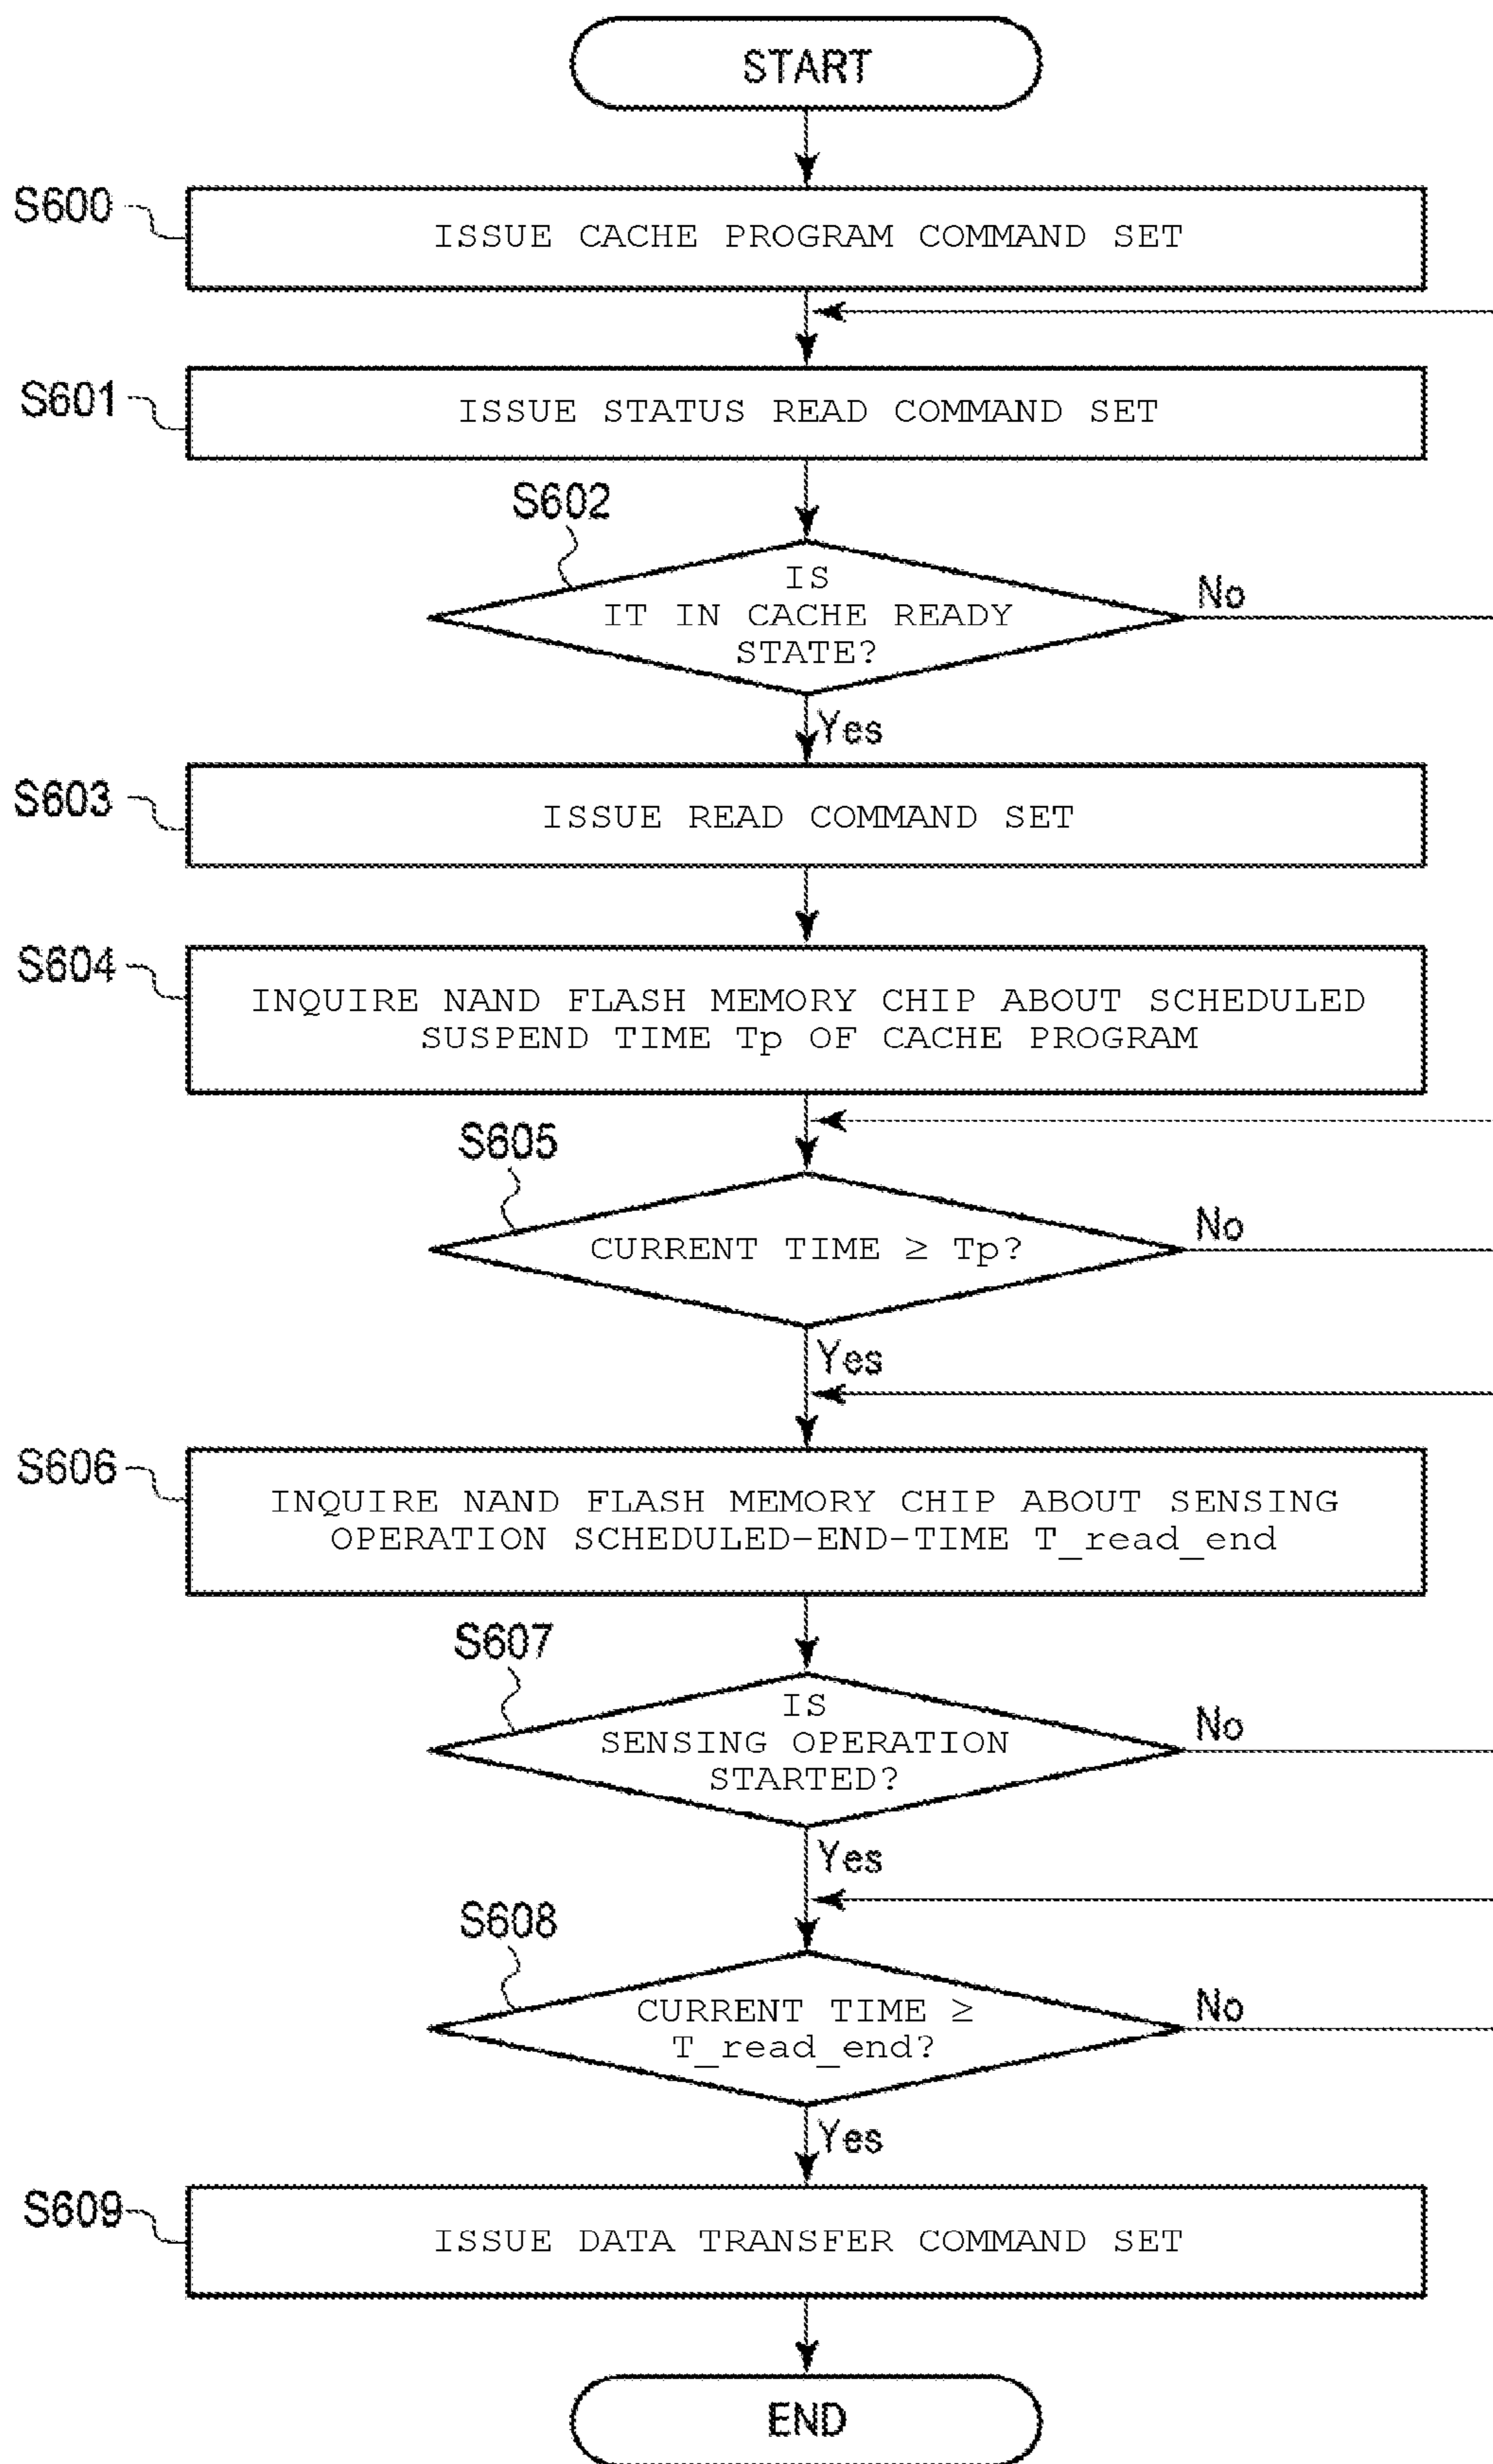 START
S600
ISSUE CACHE PROGRAM COMMAND SET
S601
ISSUE STATUS READ COMMAND SET
S602
IS
IT IN CACHE READY
STATE?
No
Yes
S603
ISSUE READ COMMAND SET
S604
INQUIRE NAND FLASH MEMORY CHIP ABOUT SCHEDULED
SUSPEND TIME Tp OF CACHE PROGRAM
S605
CURRENT TIME ≥ Tp?
No
Yes
S606
INQUIRE NAND FLASH MEMORY CHIP ABOUT SENSING
OPERATION SCHEDULED-END-TIME T_read_end
S607
IS
SENSING OPERATION
STARTED?
No
Yes
S608
CURRENT TIME ≥
T_read_end?
No
Yes
S609
ISSUE DATA TRANSFER COMMAND SET
END